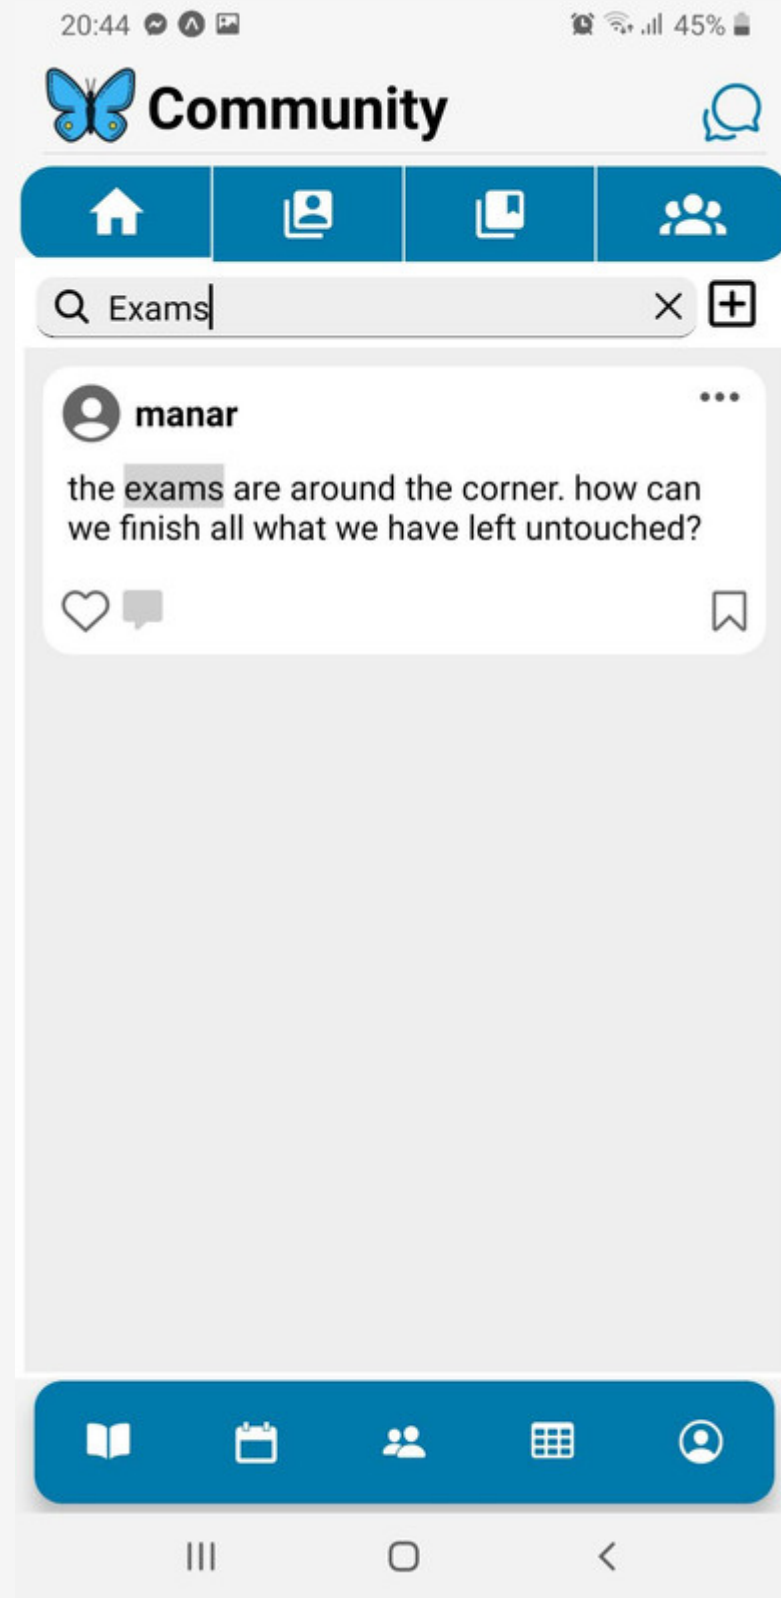 20:44 45%
Community
Exams
manar
the exams are around the corner. how can
we finish all what we have left untouched?